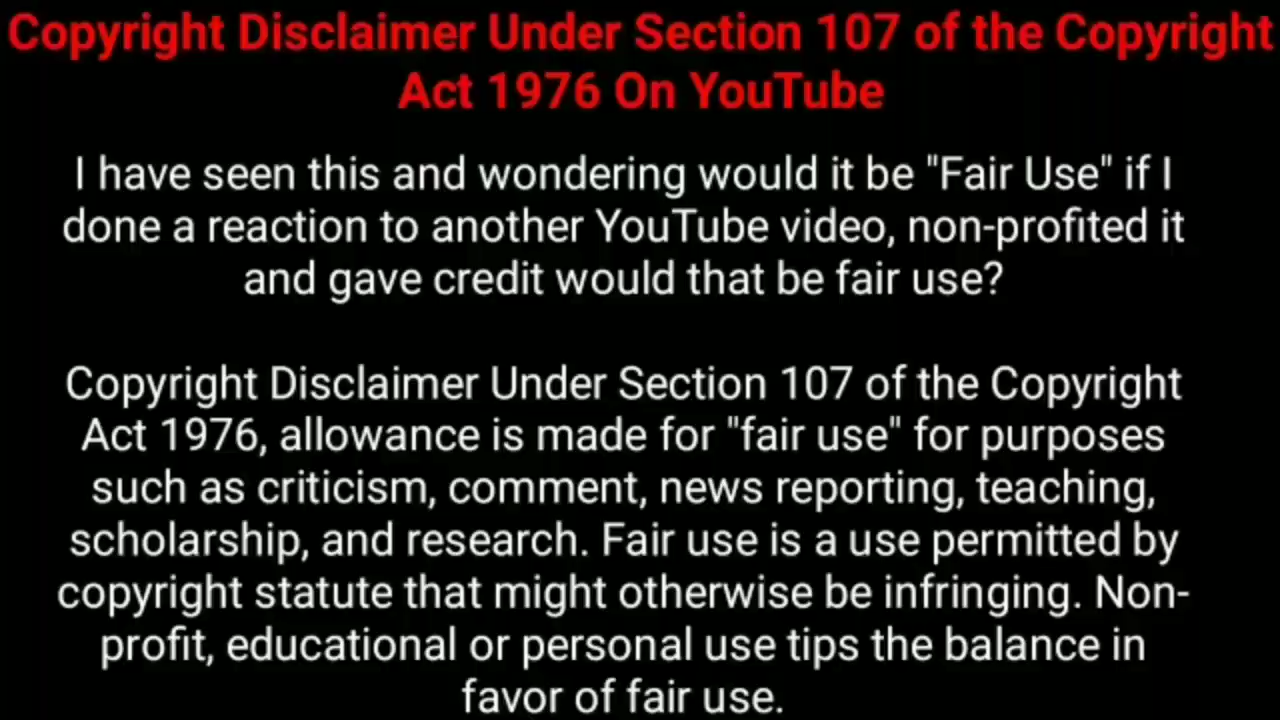 Copyright Disclaimer Under Section 107 of the Copyright
Act 1976 On YouTube
I have seen this and wondering would it be "Fair Use" if I
done a reaction to another YouTube video, non-profited it
and gave credit would that be fair use?
Copyright Disclaimer Under Section 107 of the Copyright
Act 1976, allowance is made for "fair use" for purposes
such as criticism, comment, news reporting, teaching,
scholarship, and research. Fair use is a use permitted by
copyright statute that might otherwise be infringing. Non-
profit, educational or personal use tips the balance in
favor of fair use.